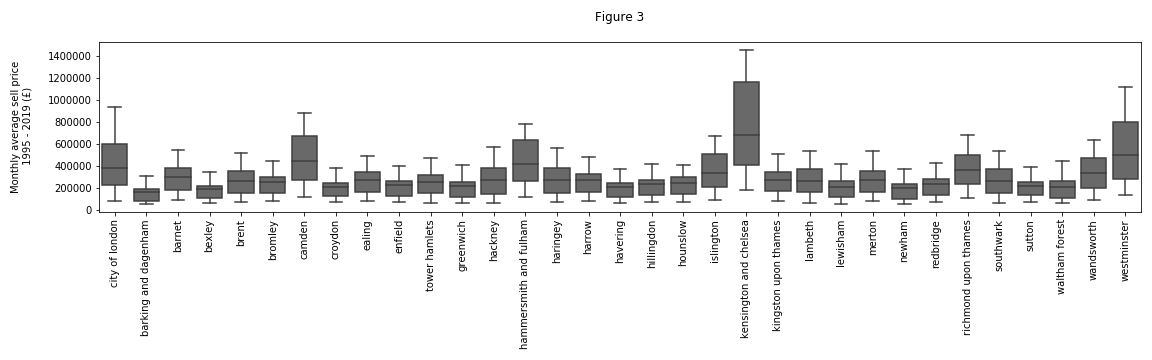 Figure 3
Monthly average sell price
1995 - 2019 (£)
1400000
1200000
1000000
800000
600000
400000
200000
0
city of london
barking and dagenham
barnet
bexley
brent
bromley
camden
croydon
ealing
enfield
tower hamlets
greenwich
hackney
hammersmith and fulham
haringey
harrow
havering
hillingdon
hounslow
islington
kensington and chelsea
kingston upon thames
lambeth
lewisham
merton
newham
redbridge
richmond upon thames
southwark
sutton
waltham forest
wandsworth
westminster